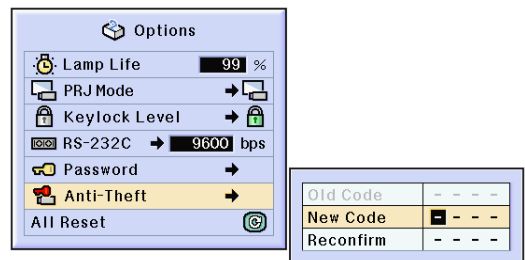 Options
Lamp Life 99 %
PRJ Mode
Keylock Level
RS-232C 9600 bps
Password
Anti-Theft
All Reset
Old Code - - - -
New Code - - - -
Reconfirm - - - -